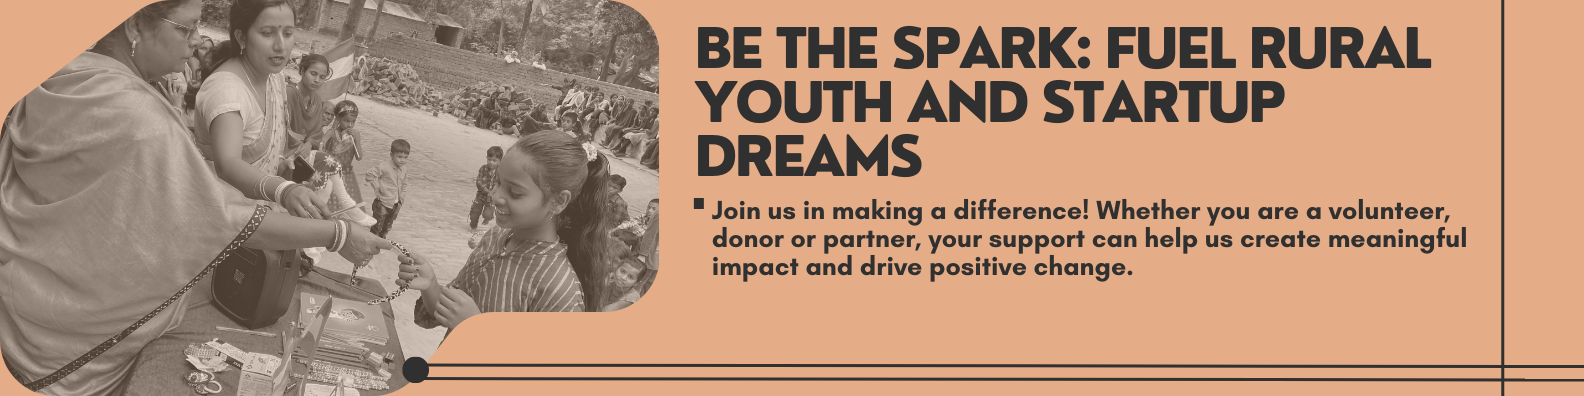 BE THE SPARK: FUEL RURAL
YOUTH AND STARTUP
DREAMS
Join us in making a difference! Whether you are a volunteer,
donor or partner, your support can help us create meaningful
impact and drive positive change.